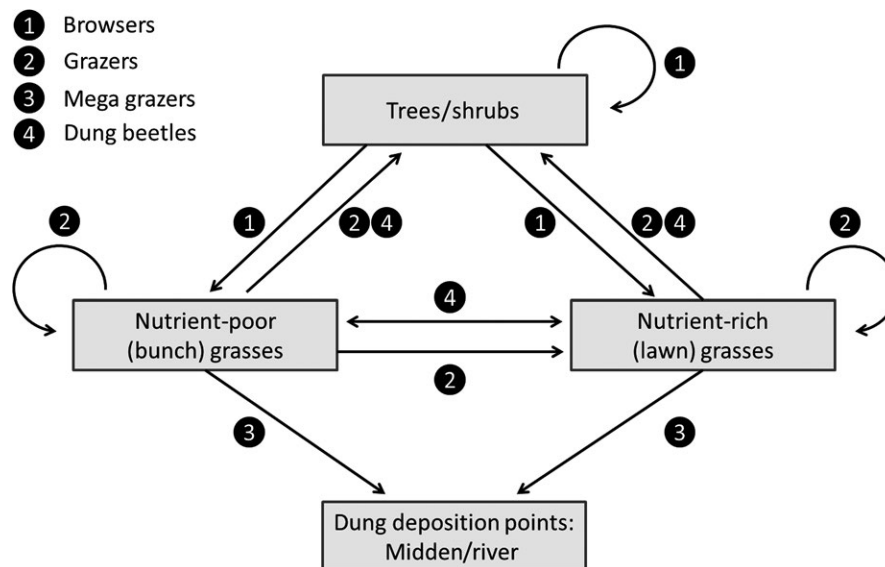 1 Browsers
2 Grazers
3 Mega grazers
4 Dung beetles
1
Trees/shrubs
1
2 4
1
2 4
2
2
4
Nutrient-poor
(bunch) grasses
Nutrient-rich
(lawn) grasses
2
3
3
Dung deposition points:
Midden/river